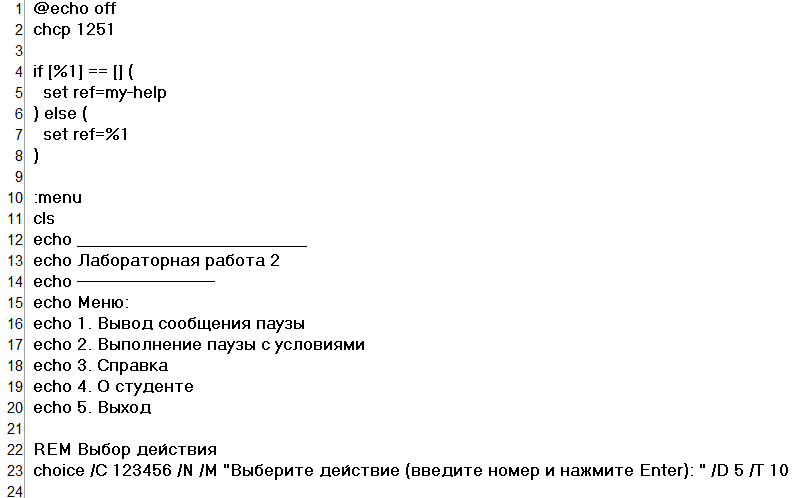 1 @echo off
2 chcp 1251
3
4 if [%1] == [] (
5 set ref=my-help
6 ) else (
7 set ref=%1
8 )
9
10 :menu
11 cls
12 echo _________________________
13 echo Лабораторная работа 2
14 echo ───────────────
15 echo Меню:
16 echo 1. Вывод сообщения паузы
17 echo 2. Выполнение паузы с условиями
18 echo 3. Справка
19 echo 4. О студенте
20 echo 5. Выход
21
22 REM Выбор действия
23 choice /C 123456 /N /M "Выберите действие (введите номер и нажмите Enter): " /D 5 /T 10
24